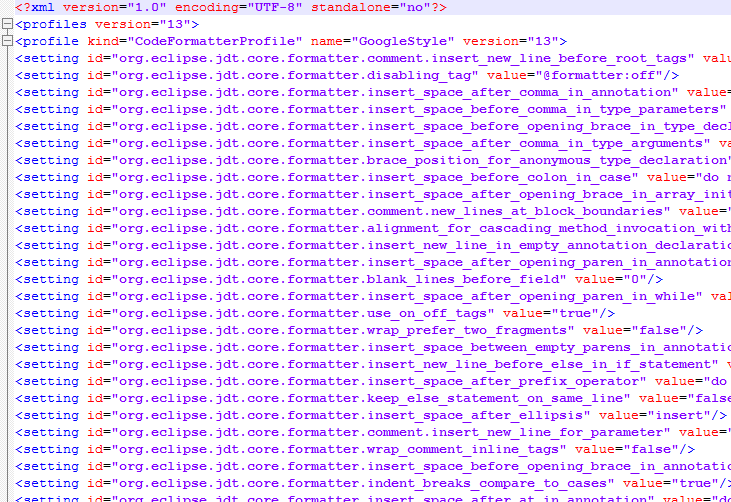 <?xml version="1.0" encoding="UTF-8" standalone="no"?>
<profiles version="13">
<profile kind="CodeFormatterProfile" name="GoogleStyle" version="13">
<setting id="org.eclipse.jdt.core.formatter.comment.insert_new_line_before_root_tags" valu
<setting id="org.eclipse.jdt.core.formatter.disabling_tag" value="@formatter:off"/>
<setting id="org.eclipse.jdt.core.formatter.insert_space_after_comma_in_annotation" value=
<setting id="org.eclipse.jdt.core.formatter.insert_space_before_comma_in_type_parameters"
<setting id="org.eclipse.jdt.core.formatter.insert_space_before_opening_brace_in_type_decl
<setting id="org.eclipse.jdt.core.formatter.insert_space_after_comma_in_type_arguments" va
<setting id="org.eclipse.jdt.core.formatter.brace_position_for_anonymous_type_declaration"
<setting id="org.eclipse.jdt.core.formatter.insert_space_before_colon_in_case" value="do n
<setting id="org.eclipse.jdt.core.formatter.insert_space_after_opening_brace_in_array_init
<setting id="org.eclipse.jdt.core.formatter.comment.new_lines_at_block_boundaries" value="
<setting id="org.eclipse.jdt.core.formatter.alignment_for_cascading_method_invocation_with
<setting id="org.eclipse.jdt.core.formatter.insert_new_line_in_empty_annotation_declaratio
<setting id="org.eclipse.jdt.core.formatter.insert_space_after_opening_paren_in_annotation
<setting id="org.eclipse.jdt.core.formatter.blank_lines_before_field" value="0"/>
<setting id="org.eclipse.jdt.core.formatter.insert_space_after_opening_paren_in_while" val
<setting id="org.eclipse.jdt.core.formatter.use_on_off_tags" value="true"/>
<setting id="org.eclipse.jdt.core.formatter.wrap_prefer_two_fragments" value="false"/>
<setting id="org.eclipse.jdt.core.formatter.insert_space_between_empty_parens_in_annotatio
<setting id="org.eclipse.jdt.core.formatter.insert_new_line_before_else_in_if_statement" v
<setting id="org.eclipse.jdt.core.formatter.insert_space_after_prefix_operator" value="do
<setting id="org.eclipse.jdt.core.formatter.keep_else_statement_on_same_line" value="false
<setting id="org.eclipse.jdt.core.formatter.insert_space_after_ellipsis" value="insert"/>
<setting id="org.eclipse.jdt.core.formatter.comment.insert_new_line_for_parameter" value="
<setting id="org.eclipse.jdt.core.formatter.wrap_comment_inline_tags" value="false"/>
<setting id="org.eclipse.jdt.core.formatter.insert_space_before_opening_brace_in_annotatio
<setting id="org.eclipse.jdt.core.formatter.indent_breaks_compare_to_cases" value="true"/>
<setting id="org.eclipse.jdt.core.formatter.insert_space_after_at_in_annotation" value="do